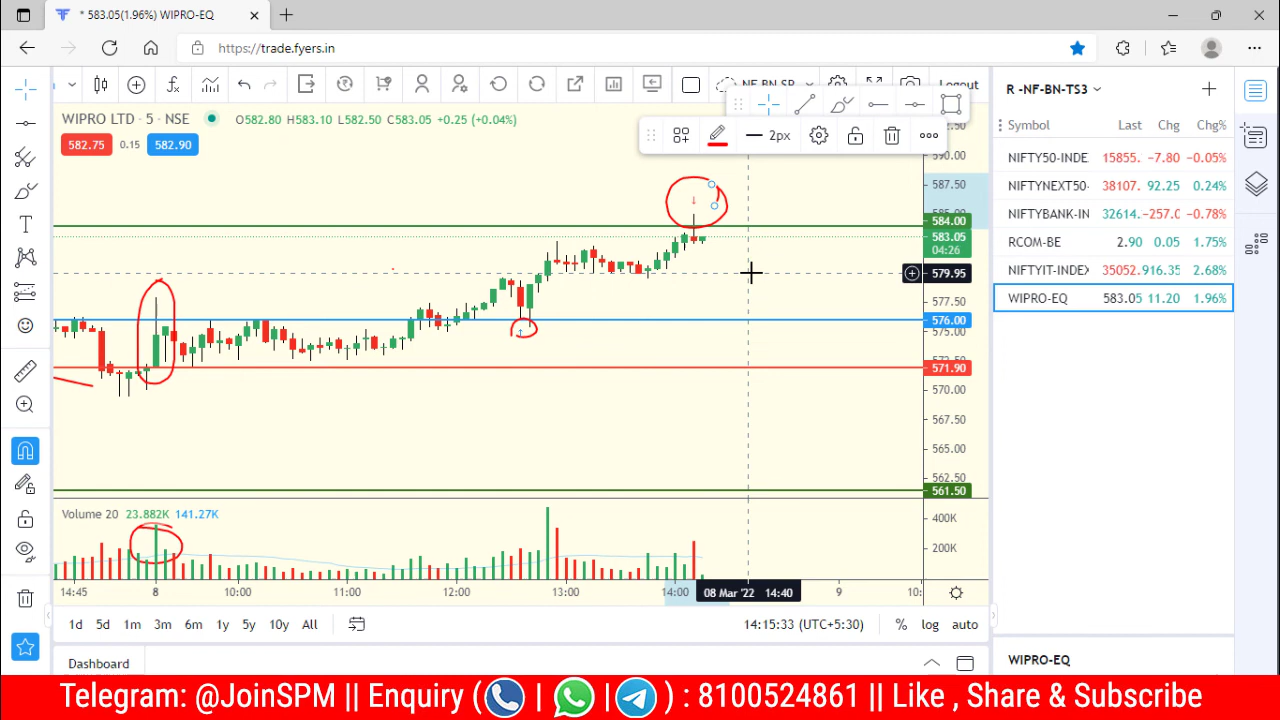 * 583.05(1.96%) WIPRO-EQ
https://trade.fyers.in
NF BN SP
Logout
WIPRO LTD · 5 · NSE
O582.80 H583.10 L582.50 C583.05 +0.25 (+0.04%)
582.75 0.15 582.90
2px
590.00
587.50
584.00
583.05
04:26
579.95
577.50
576.00
575.00
571.90
570.00
567.50
565.00
562.50
561.50
Volume 20 23.882K 141.27K
400K
200K
14:45 8 10:00 11:00 12:00 13:00 14:00 08 Mar '22 14:40 9 10:
1d 5d 1m 3m 6m 1y 5y 10y All
14:15:33 (UTC+5:30) % log auto
Dashboard
R -NF-BN-TS3
Symbol Last Chg Chg%
NIFTY50-INDE 15855. −7.80 −0.05%
NIFTYNEXT50- 38107. 92.25 0.24%
NIFTYBANK-IN 32614. -257.0 −0.78%
RCOM-BE 2.90 0.05 1.75%
NIFTYIT-INDEX 35052. 916.35 2.68%
WIPRO-EQ 583.05 11.20 1.96%
WIPRO-EQ
Telegram: @JoinSPM || Enquiry ( | | ) : 8100524861 || Like , Share & Subscribe